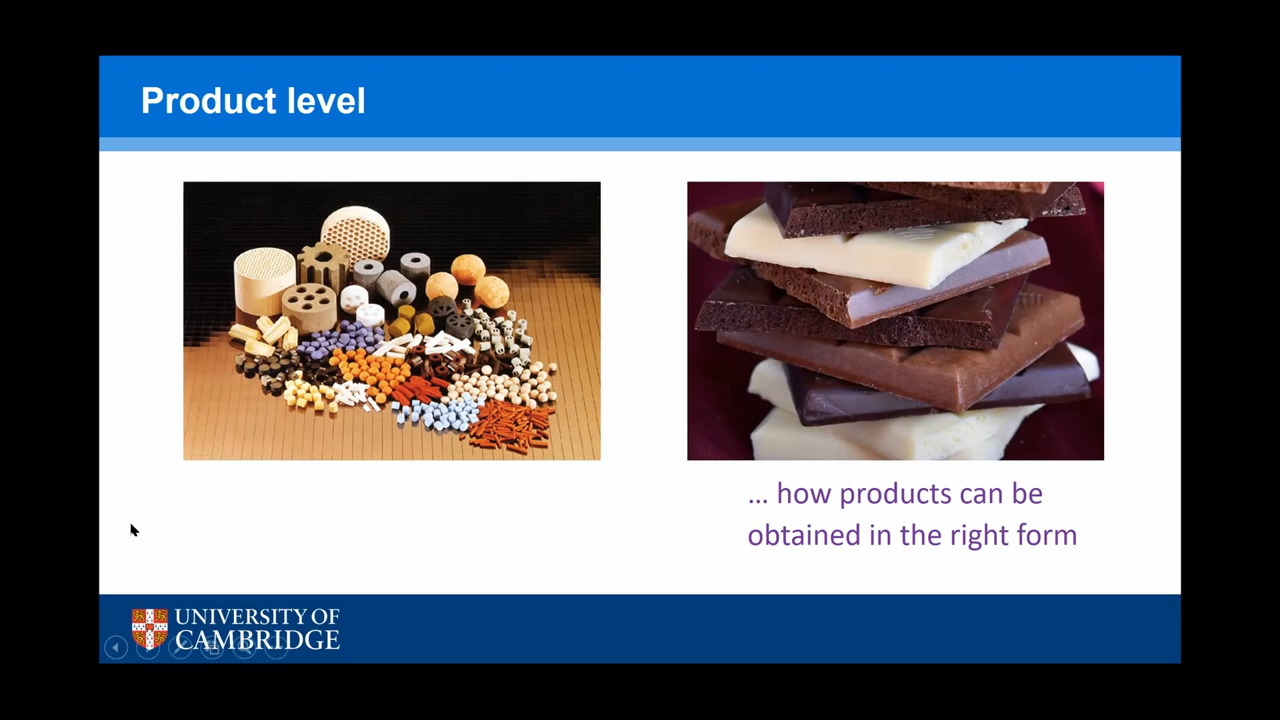 Product level
… how products can be
obtained in the right form
UNIVERSITY OF
CAMBRIDGE